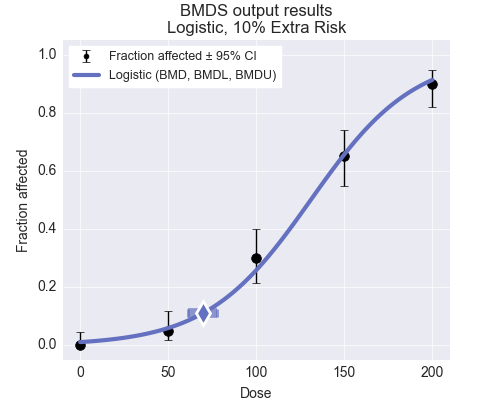 BMDS output results
Logistic, 10% Extra Risk
Fraction affected ± 95% CI
Logistic (BMD, BMDL, BMDU)
Fraction affected
1.0
0.8
0.6
0.4
0.2
0.0
0
50
100
150
200
Dose